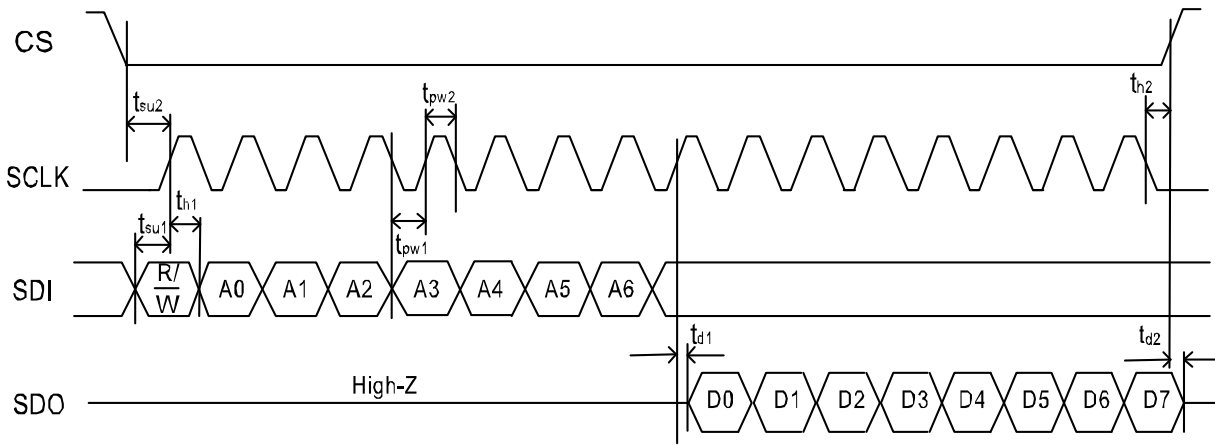 CS
tsu2
tpw2
th2
SCLK
tsu1
th1
tpw1
SDI
R/
W
A0
A1
A2
A3
A4
A5
A6
td1
td2
High-Z
SDO
D0
D1
D2
D3
D4
D5
D6
D7